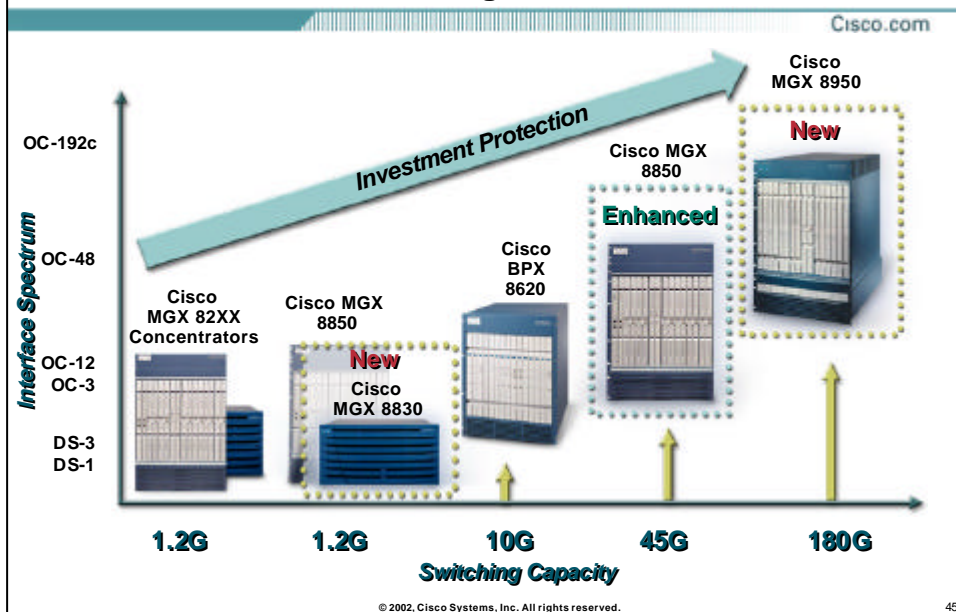 Cisco.com
Cisco
MGX 8950
New
Investment Protection
OC-192c
Cisco MGX
8850
Enhanced
Interface Spectrum
OC-48
Cisco
BPX
8620
Cisco
MGX 82XX
Concentrators
Cisco MGX
8850
New
Cisco
MGX 8830
OC-12
OC-3
DS-3
DS-1
1.2G
1.2G
10G
45G
180G
Switching Capacity
© 2002, Cisco Systems, Inc. All rights reserved.
45